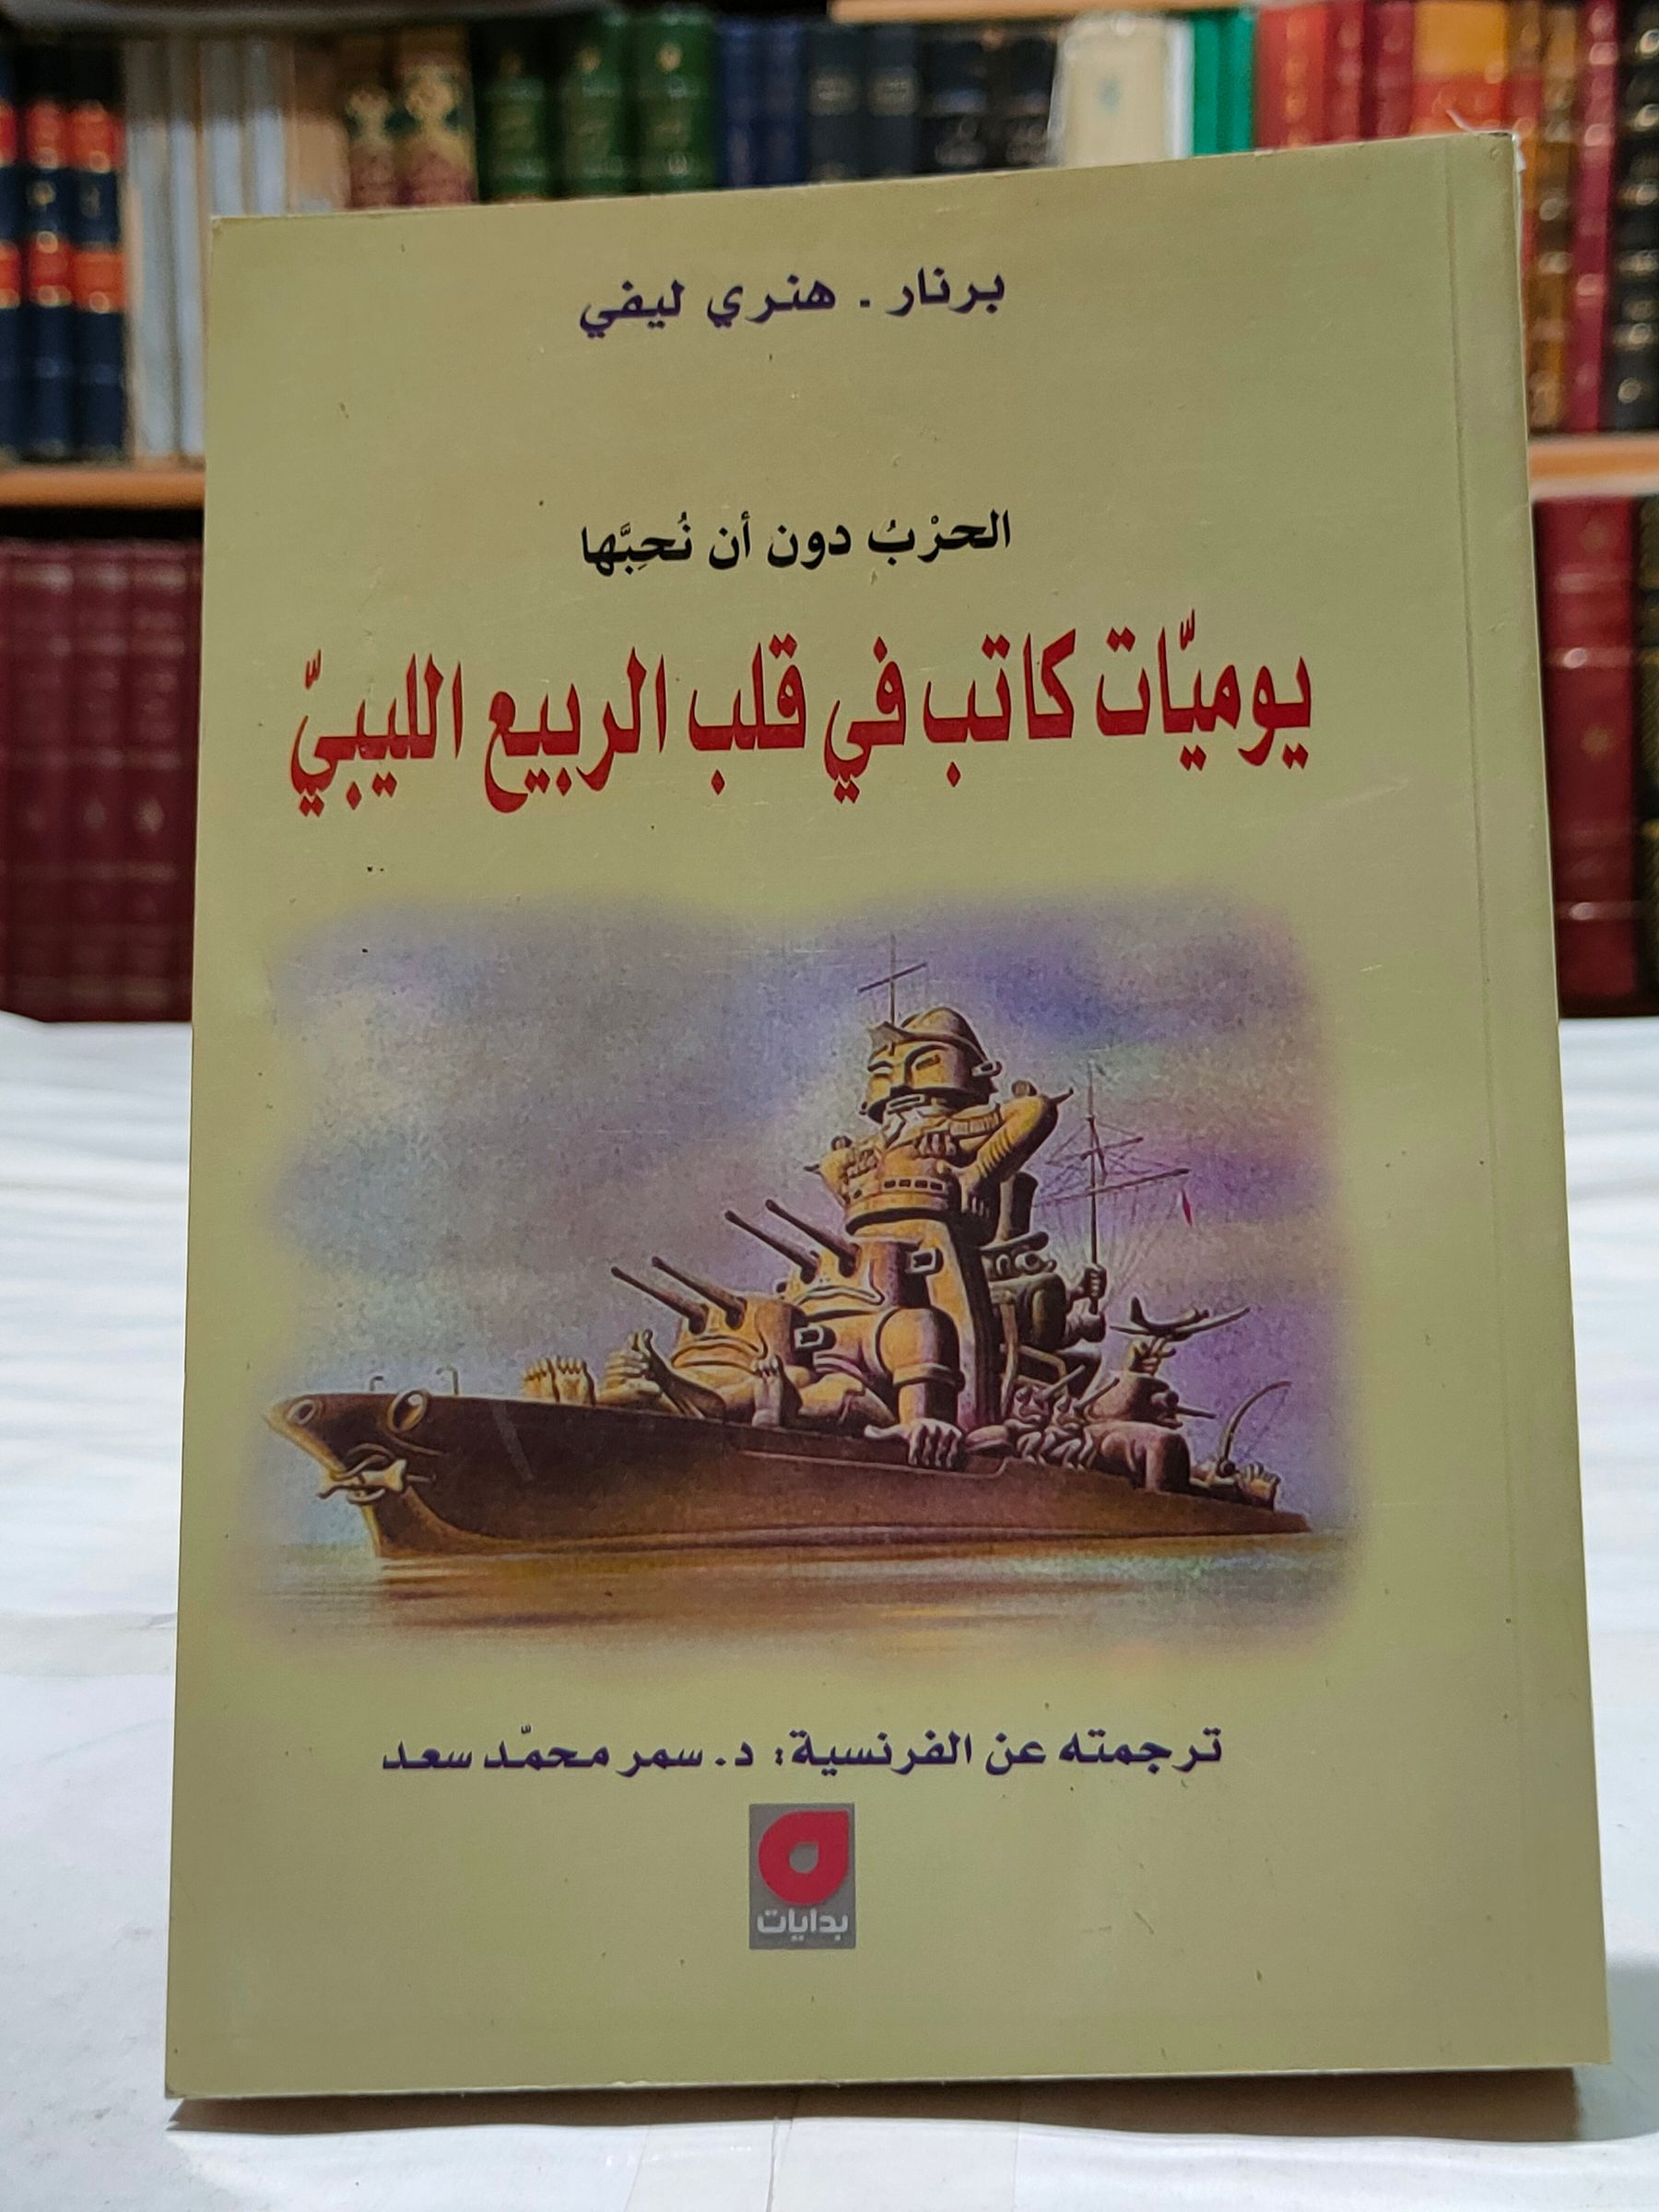 برنار - هنري ليفي
الحرْبُ دون أن نُحِبَّها
يوميّات كاتب في قلب الربيع الليبيّ
ترجمته عن الفرنسية: د. سمر محمّد سعد
بدايات